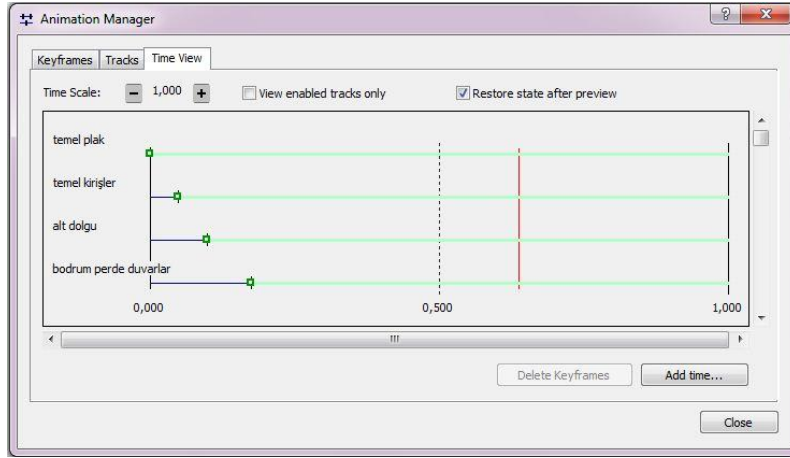 Animation Manager
Keyframes Tracks Time View
Time Scale: 1,000 View enabled tracks only Restore state after preview
temel plak
temel kirişler
alt dolgu
bodrum perde duvarlar
0,000 0,500 1,000
Delete Keyframes Add time...
Close